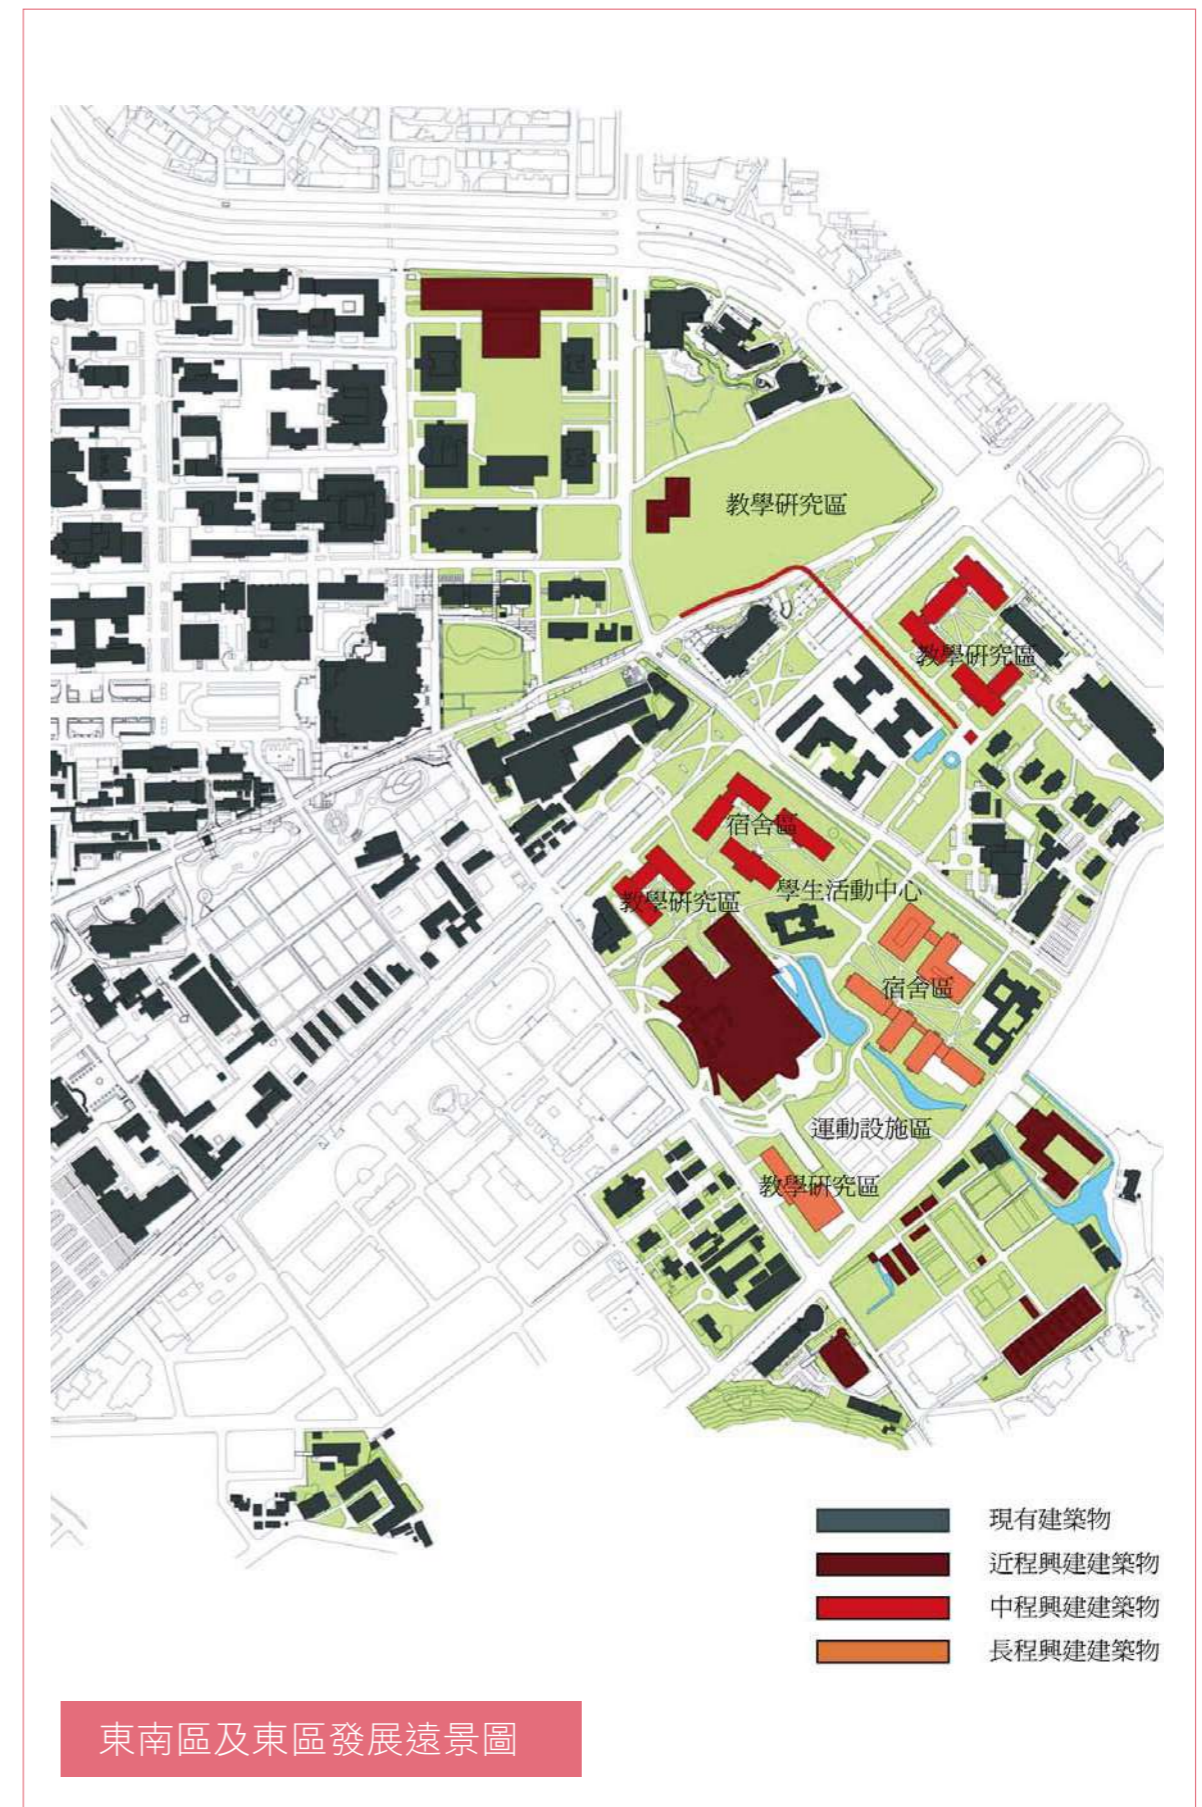 教學研究區
教學研究區
宿舍區
學生活動中心
教學研究區
宿舍區
運動設施區
教學研究區
現有建築物
近程興建建築物
中程興建建築物
長程興建建築物
東南區及東區發展遠景圖